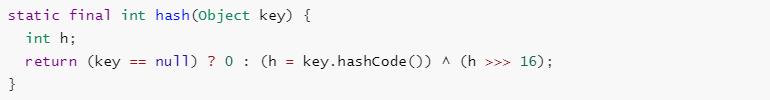 static final int hash(Object key) {
  int h;
  return (key == null) ? 0 : (h = key.hashCode()) ^ (h >>> 16);
}